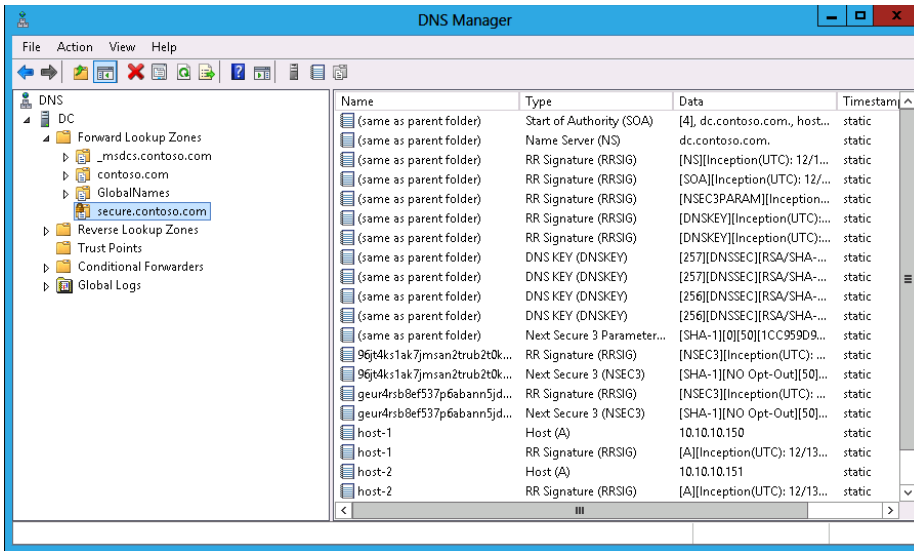 DNS Manager
File Action View Help
DNS
DC
Forward Lookup Zones
_msdcs.contoso.com
contoso.com
GlobalNames
secure.contoso.com
Reverse Lookup Zones
Trust Points
Conditional Forwarders
Global Logs
Name Type Data Timestam
(same as parent folder) Start of Authority (SOA) [4], dc.contoso.com., host... static
(same as parent folder) Name Server (NS) dc.contoso.com. static
(same as parent folder) RR Signature (RRSIG) [NS][Inception(UTC): 12/1... static
(same as parent folder) RR Signature (RRSIG) [SOA][Inception(UTC): 12/... static
(same as parent folder) RR Signature (RRSIG) [NSEC3PARAM][Inception... static
(same as parent folder) RR Signature (RRSIG) [DNSKEY][Inception(UTC):... static
(same as parent folder) RR Signature (RRSIG) [DNSKEY][Inception(UTC):... static
(same as parent folder) DNS KEY (DNSKEY) [257][DNSSEC][RSA/SHA-... static
(same as parent folder) DNS KEY (DNSKEY) [257][DNSSEC][RSA/SHA-... static
(same as parent folder) DNS KEY (DNSKEY) [256][DNSSEC][RSA/SHA-... static
(same as parent folder) DNS KEY (DNSKEY) [256][DNSSEC][RSA/SHA-... static
(same as parent folder) Next Secure 3 Parameter... [SHA-1][0][50][1CC959D9... static
96jt4ks1ak7jmsan2trub2t0k... RR Signature (RRSIG) [NSEC3][Inception(UTC): ... static
96jt4ks1ak7jmsan2trub2t0k... Next Secure 3 (NSEC3) [SHA-1][NO Opt-Out][50]... static
geur4rsb8ef537p6abann5jd... RR Signature (RRSIG) [NSEC3][Inception(UTC): ... static
geur4rsb8ef537p6abann5jd... Next Secure 3 (NSEC3) [SHA-1][NO Opt-Out][50]... static
host-1 Host (A) 10.10.10.150 static
host-1 RR Signature (RRSIG) [A][Inception(UTC): 12/13... static
host-2 Host (A) 10.10.10.151 static
host-2 RR Signature (RRSIG) [A][Inception(UTC): 12/13... static